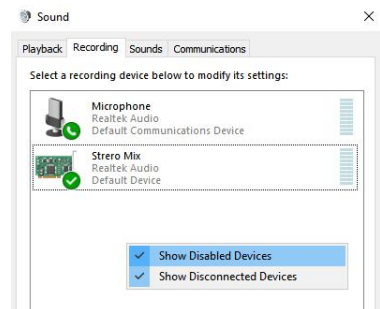 Sound
Playback Recording Sounds Communications
Select a recording device below to modify its settings:
Microphone
Realtek Audio
Default Communications Device
Strero Mix
Realtek Audio
Default Device
Show Disabled Devices
Show Disconnected Devices